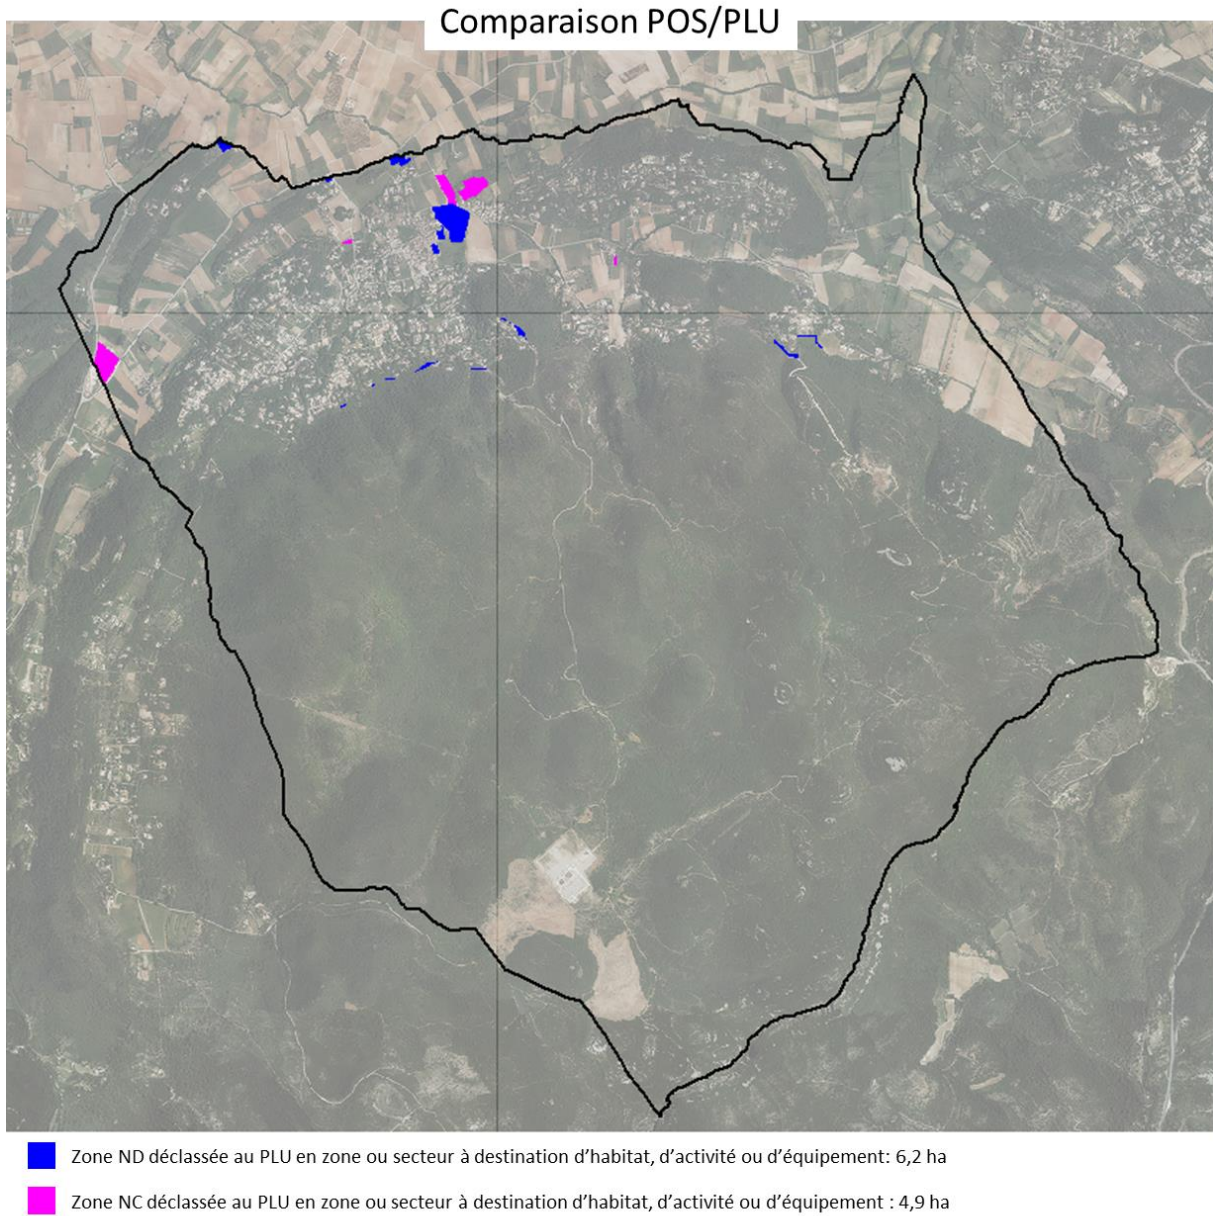 Comparaison POS/PLU
Zone ND déclassée au PLU en zone ou secteur à destination d’habitat, d’activité ou d’équipement: 6,2 ha
Zone NC déclassée au PLU en zone ou secteur à destination d’habitat, d’activité ou d’équipement : 4,9 ha